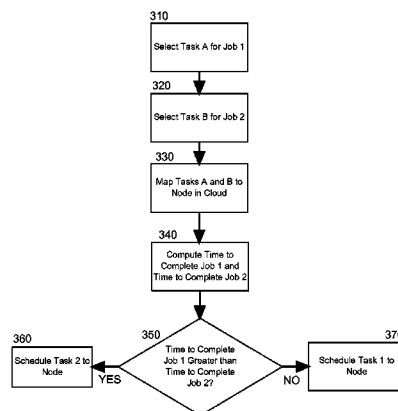 310
Select Task A for Job 1
320
Select Task B for Job 2
330
Map Tasks A and B to
Node in Cloud
340
Compute Time to
Complete Job 1 and
Time to Complete Job 2
350
Time to Complete
Job 1 Greater than
Time to Complete
Job 2?
360
Schedule Task 2 to
Node
YES
NO
370
Schedule Task 1 to
Node